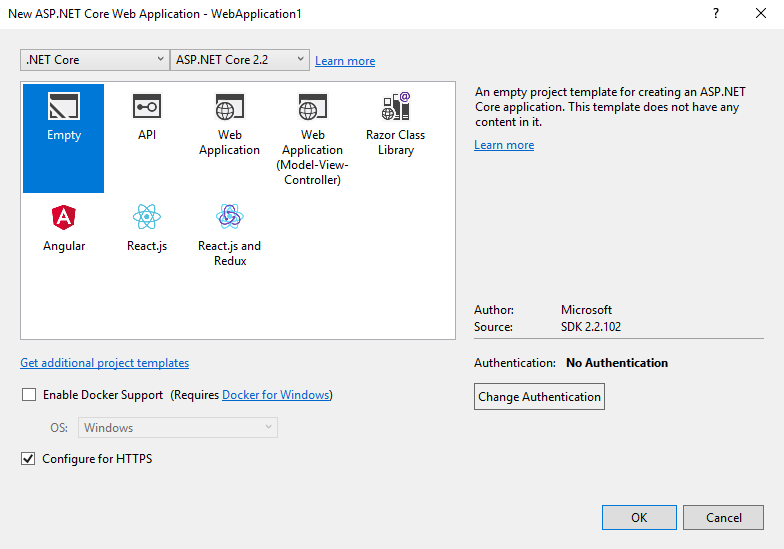 New ASP.NET Core Web Application - WebApplication1
?
.NET Core
ASP.NET Core 2.2
Learn more
Empty
API
Web
Application
Web
Application
(Model-View-
Controller)
Razor Class
Library
Angular
React.js
React.js and
Redux
An empty project template for creating an ASP.NET
Core application. This template does not have any
content in it.
Learn more
Author: Microsoft
Source: SDK 2.2.102
Get additional project templates
Authentication: No Authentication
Change Authentication
Enable Docker Support (Requires Docker for Windows)
OS: Windows
Configure for HTTPS
OK
Cancel